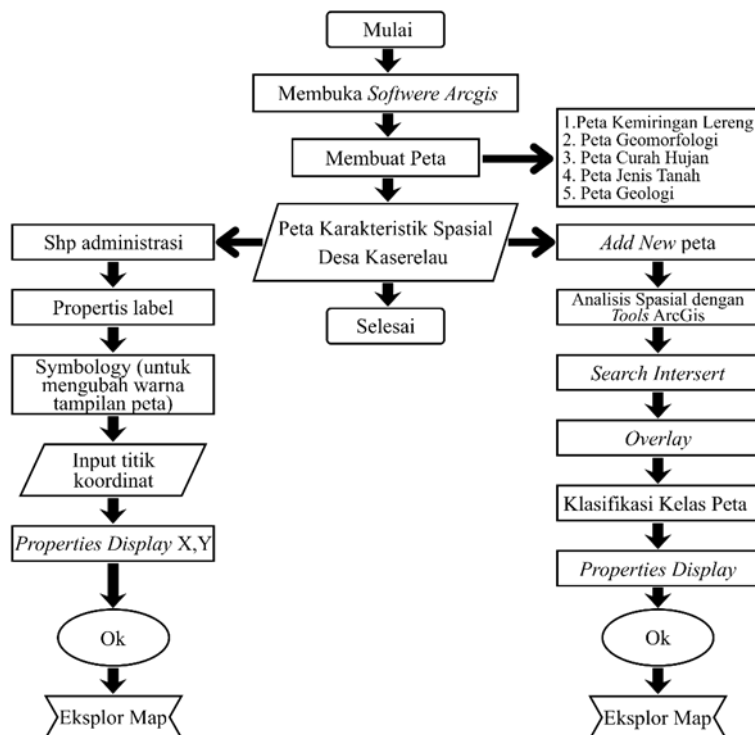 Mulai
Membuka Softwere Arcgis
Membuat Peta
1.Peta Kemiringan Lereng
2. Peta Geomorfologi
3. Peta Curah Hujan
4. Peta Jenis Tanah
5. Peta Geologi
Peta Karakteristik Spasial
Desa Kaserelau
Selesai
Shp administrasi
Propertis label
Symbology (untuk
mengubah warna
tampilan peta)
Input titik
koordinat
Properties Display X,Y
Ok
Eksplor Map
Add New peta
Analisis Spasial dengan
Tools ArcGis
Search Intersert
Overlay
Klasifikasi Kelas Peta
Properties Display
Ok
Eksplor Map